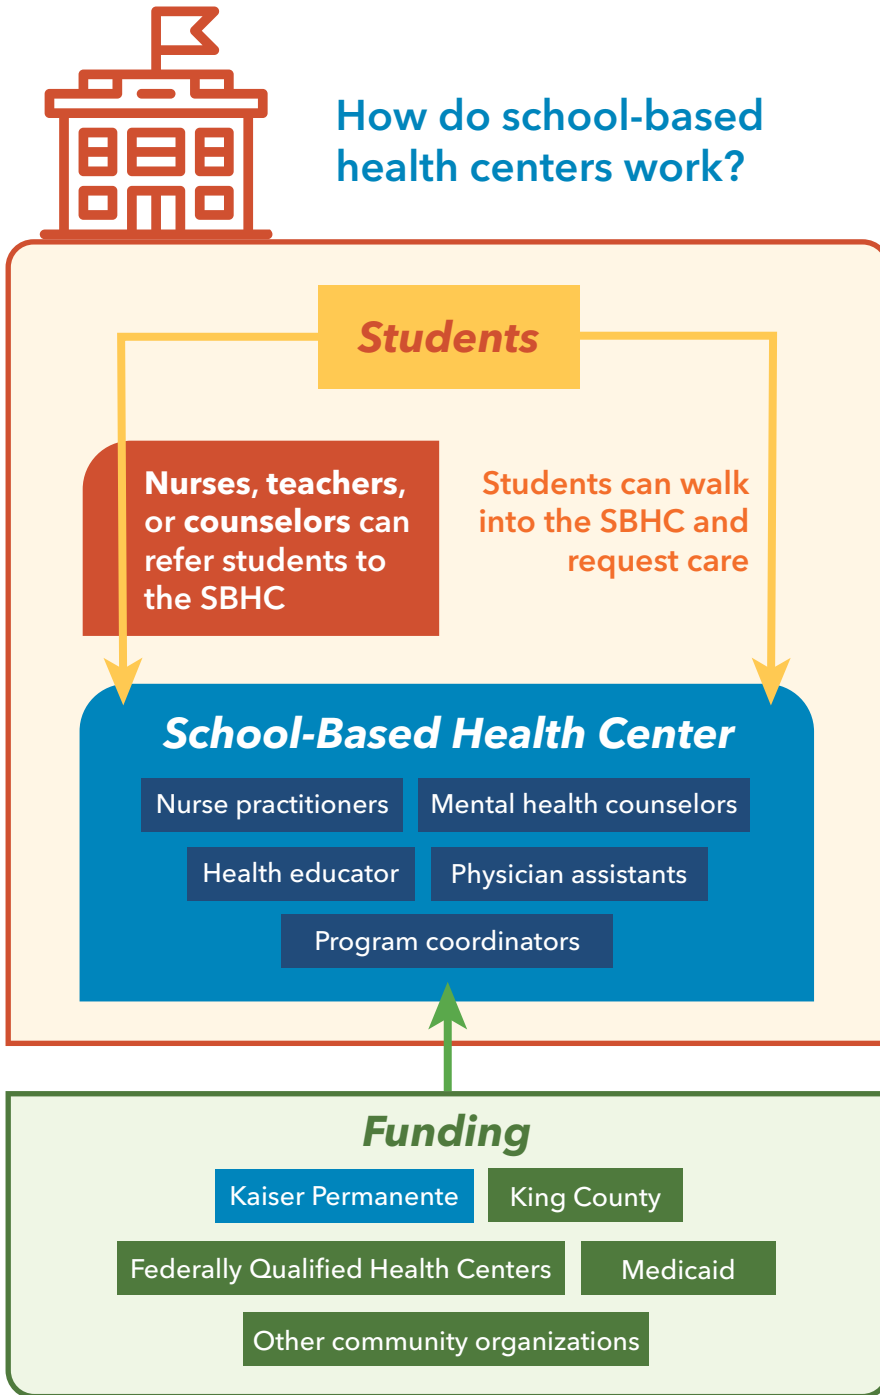 How do school-based
health centers work?
Students
Nurses, teachers,
or counselors can
refer students to
the SBHC
Students can walk
into the SBHC and
request care
School-Based Health Center
Nurse practitioners
Mental health counselors
Health educator
Physician assistants
Program coordinators
Funding
Kaiser Permanente
King County
Federally Qualified Health Centers
Medicaid
Other community organizations